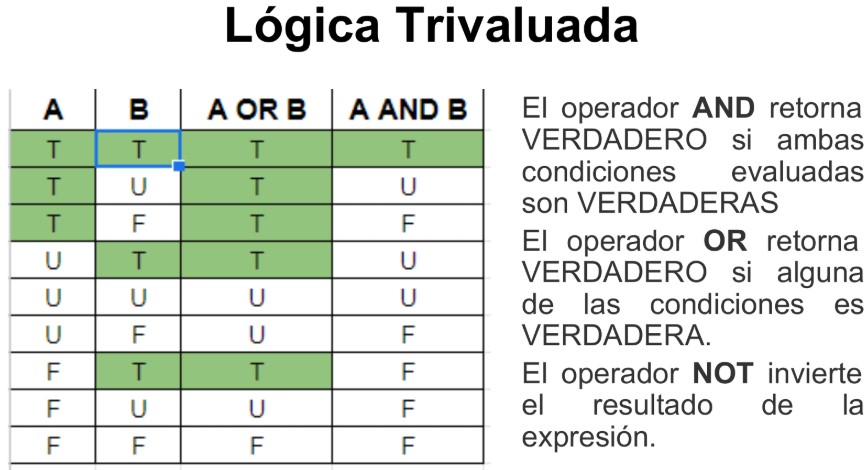 Lógica Trivaluada
A B A OR B A AND B
T T T T
T U T U
T F T F
U T T U
U U U U
U F U F
F T T F
F U U F
F F F F
El operador AND retorna
VERDADERO si ambas
condiciones evaluadas
son VERDADERAS
El operador OR retorna
VERDADERO si alguna
de las condiciones es
VERDADERA.
El operador NOT invierte
el resultado de la
expresión.